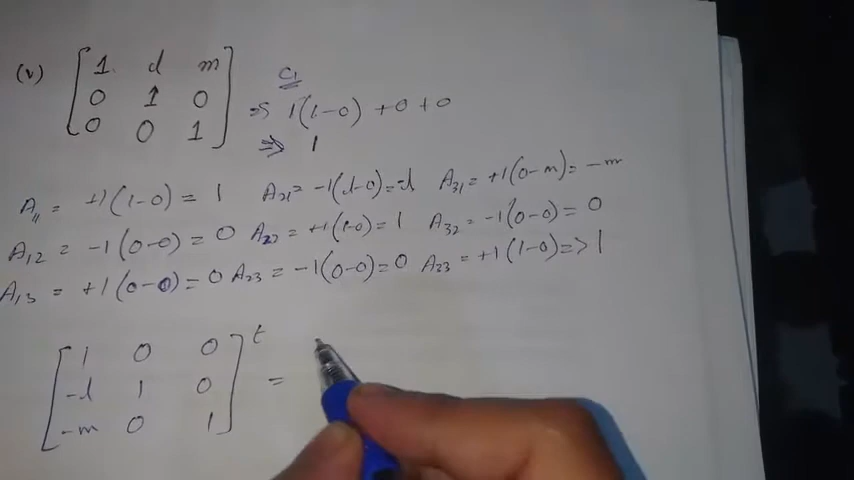 (v) [1 d m
0 1 0
0 0 1]
C1
=> 1(1-0) +0 +0
=> 1
A11 = +1(1-0) = 1 A21 = -1(d-0) = -d A31 = +1(0-m) = -m
A12 = -1(0-0) = 0 A22 = +1(1-0) = 1 A32 = -1(0-0) = 0
A13 = +1(0-0) = 0 A23 = -1(0-0) = 0 A23 = +1(1-0) => 1
[1 0 0
-d 1 0
-m 0 1]t =